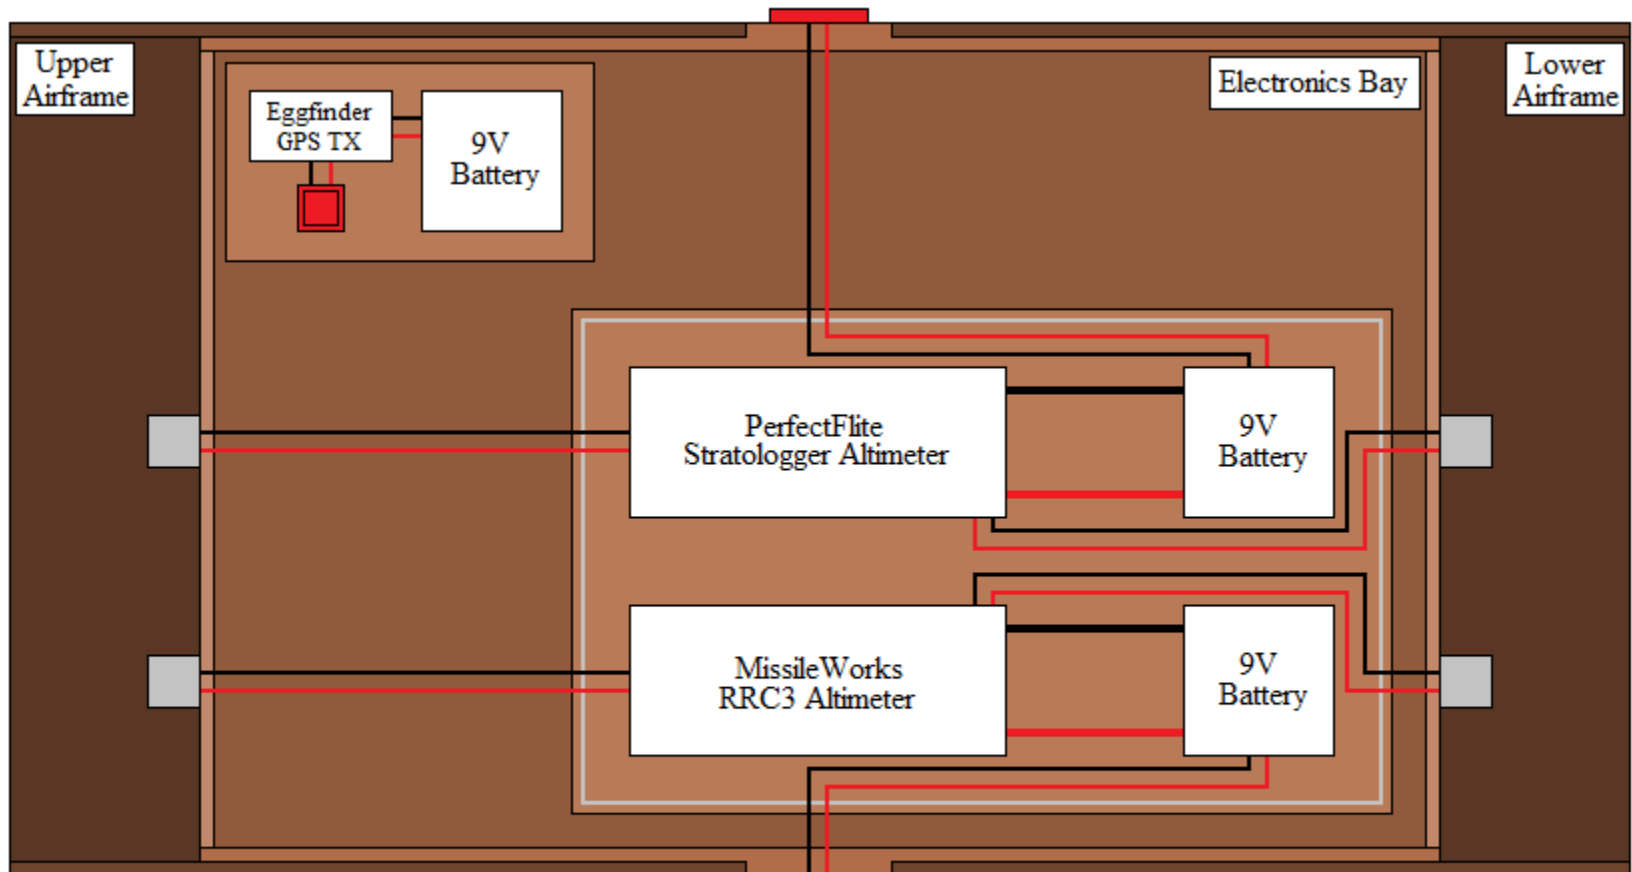 Upper
Airframe
Eggfinder
GPS TX
9V
Battery
Electronics Bay
Lower
Airframe
PerfectFlite
Stratologger Altimeter
9V
Battery
MissileWorks
RRC3 Altimeter
9V
Battery